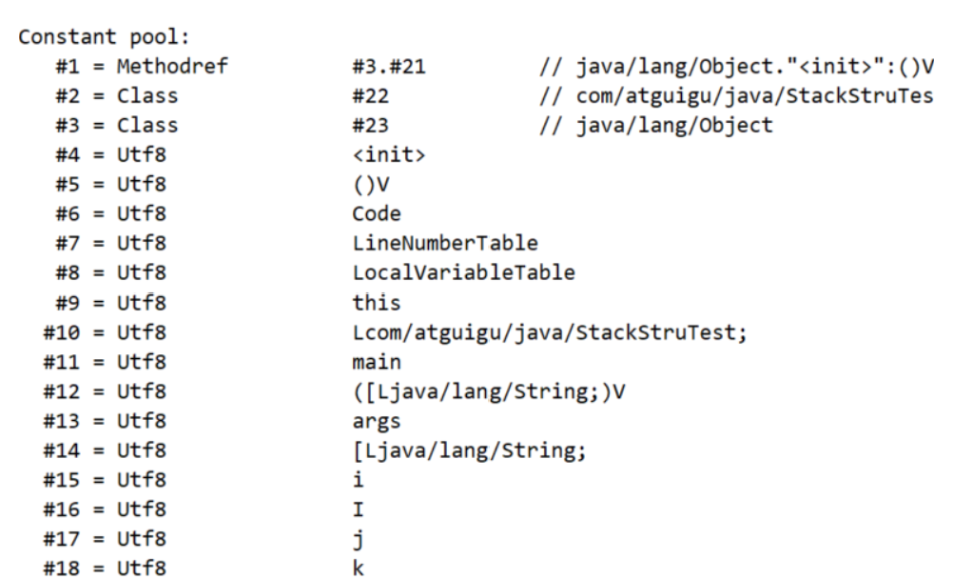 Constant pool:
#1 = Methodref #3.#21 // java/lang/Object."<init>":()V
#2 = Class #22 // com/atguigu/java/StackStruTes
#3 = Class #23 // java/lang/Object
#4 = Utf8 <init>
#5 = Utf8 ()V
#6 = Utf8 Code
#7 = Utf8 LineNumberTable
#8 = Utf8 LocalVariableTable
#9 = Utf8 this
#10 = Utf8 Lcom/atguigu/java/StackStruTest;
#11 = Utf8 main
#12 = Utf8 ([Ljava/lang/String;)V
#13 = Utf8 args
#14 = Utf8 [Ljava/lang/String;
#15 = Utf8 i
#16 = Utf8 I
#17 = Utf8 j
#18 = Utf8 k